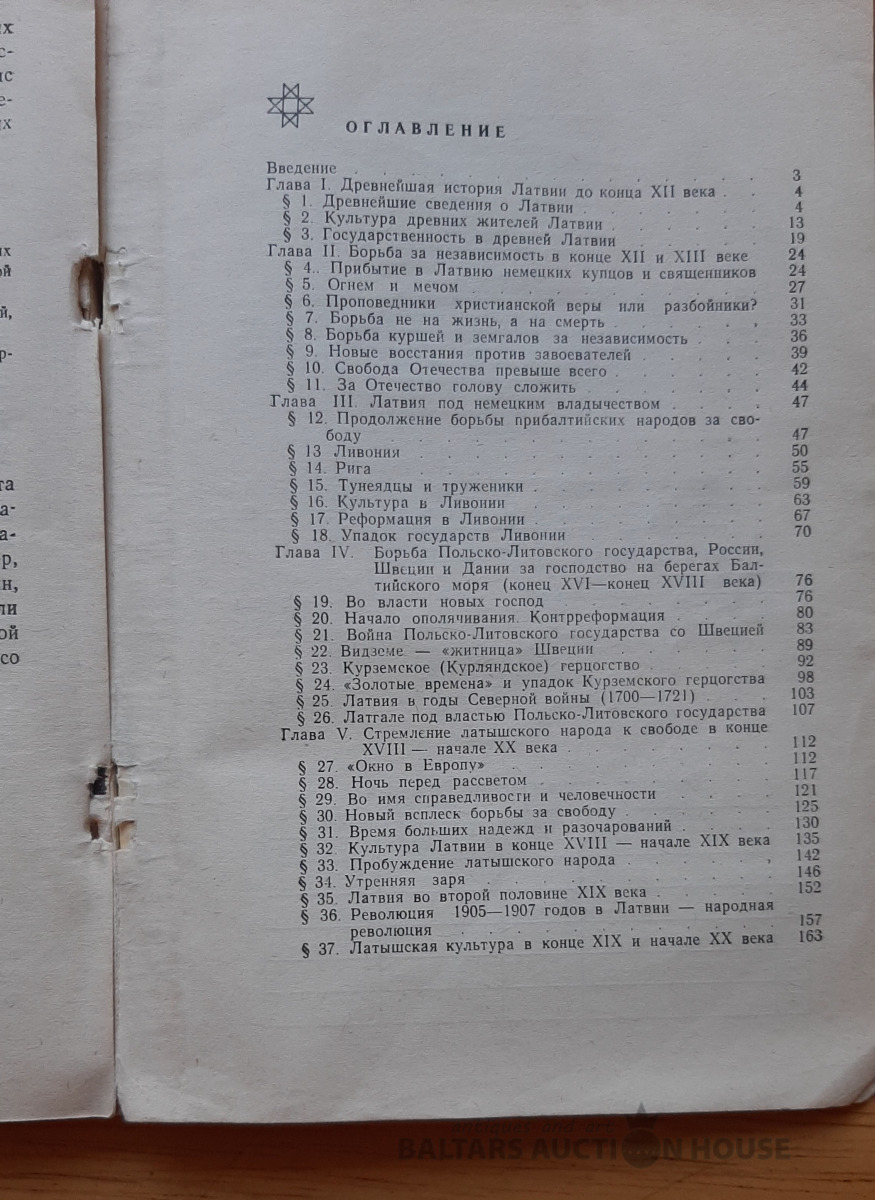 их
с-
ис
е-
их
ОГЛАВЛЕНИЕ
Введение . . . . . . . . . 3
Глава I. Древнейшая история Латвии до конца XII века . . 4
§ 1. Древнейшие сведения о Латвии . . . . . . 4
§ 2. Культура древних жителей Латвии . . . . . 13
§ 3. Государственность в древней Латвии . . . . . 19
Глава II. Борьба за независимость в конце XII и XIII веке 24
§ 4.. Прибытие в Латвию немецких купцов и священников 24
§ 5. Огнем и мечом . . . . . . . . 27
§ 6. Проповедники христианской веры или разбойники? 31
§ 7. Борьба не на жизнь, а на смерть . . . . . 33
§ 8. Борьба куршей и земгалов за независимость . . . 36
§ 9. Новые восстания против завоевателей . . . . 39
§ 10. Свобода Отечества превыше всего . . . . . 42
§ 11. За Отечество голову сложить . . . . . . 44
Глава III. Латвия под немецким владычеством . . . . 47
§ 12. Продолжение борьбы прибалтийских народов за сво-
боду . . . . . . . . . . 47
§ 13 Ливония . . . . . . . . . 50
§ 14. Рига . . . . . . . . . 55
§ 15. Тунеядцы и труженики . . . . . . . 59
§ 16. Культура в Ливонии . . . . . . . 63
§ 17. Реформация в Ливонии . . . . . . . 67
§ 18. Упадок государств Ливонии . . . . . . 70
Глава IV. Борьба Польско-Литовского государства, России,
Швеции и Дании за господство на берегах Бал-
тийского моря (конец XVI—конец XVIII века) 76
§ 19. Во власти новых господ . . . . . . . 76
§ 20. Начало ополячивания. Контрреформация . . . . 80
§ 21. Война Польско-Литовского государства со Швецией 83
§ 22. Видземе — «житница» Швеции . . . . . 89
§ 23. Курземское (Курляндское) герцогство . . . . 92
§ 24. «Золотые времена» и упадок Курземского герцогства 98
§ 25. Латвия в годы Северной войны (1700—1721) . . . 103
§ 26. Латгале под властью Польско-Литовского государства 107
Глава V. Стремление латышского народа к свободе в конце
XVIII — начале XX века . . . . . . . 112
§ 27. «Окно в Европу» . . . . . . . . 112
§ 28. Ночь перед рассветом . . . . . . . 117
§ 29. Во имя справедливости и человечности . . . . 121
§ 30. Новый всплеск борьбы за свободу . . . . . 125
§ 31. Время больших надежд и разочарований . . . . 130
§ 32. Культура Латвии в конце XVIII — начале XIX века 135
§ 33. Пробуждение латышского народа . . . . . 142
§ 34. Утренняя заря . . . . . . . . 146
§ 35. Латвия во второй половине XIX века . . . . 152
§ 36. Революция 1905—1907 годов в Латвии — народная
революция . . . . . . . . . 157
§ 37. Латышская культура в конце XIX и начале XX века 163
их
ой
й,
р-
та
а-
а-
р,
н,
ли
ой
со
antiques and art
BALTARS AUCTION HOUSE